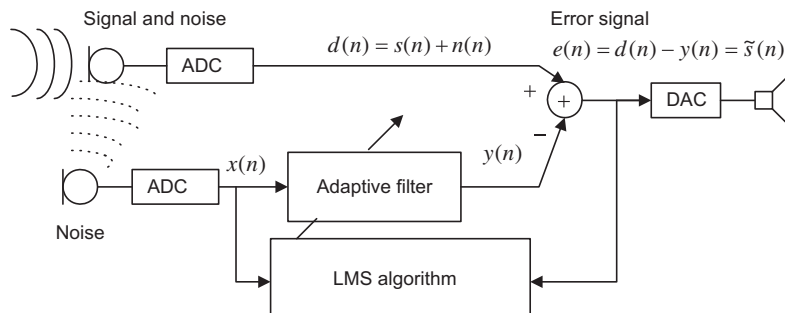 Signal and noise
Error signal
ADC
d(n) = s(n) + n(n)
e(n) = d(n) − y(n) = s̃(n)
+
+
DAC
−
ADC
x(n)
Adaptive filter
y(n)
Noise
LMS algorithm